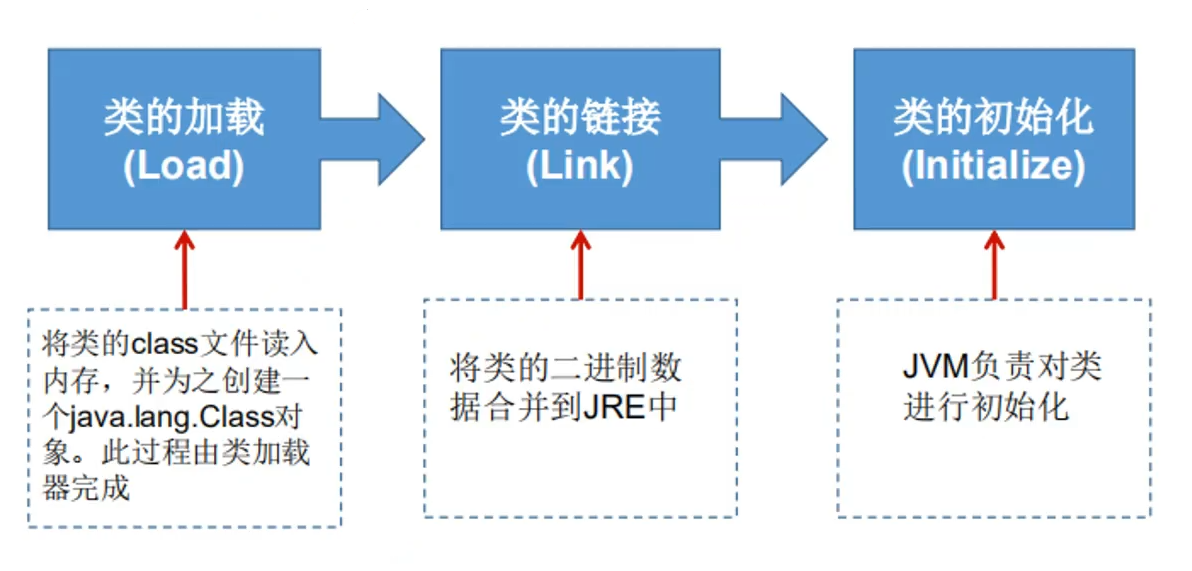 类的加载
(Load)
类的链接
(Link)
类的初始化
(Initialize)
将类的class文件读入
内存，并为之创建一
个java.lang.Class对
象。此过程由类加载
器完成
将类的二进制数
据合并到JRE中
JVM负责对类
进行初始化